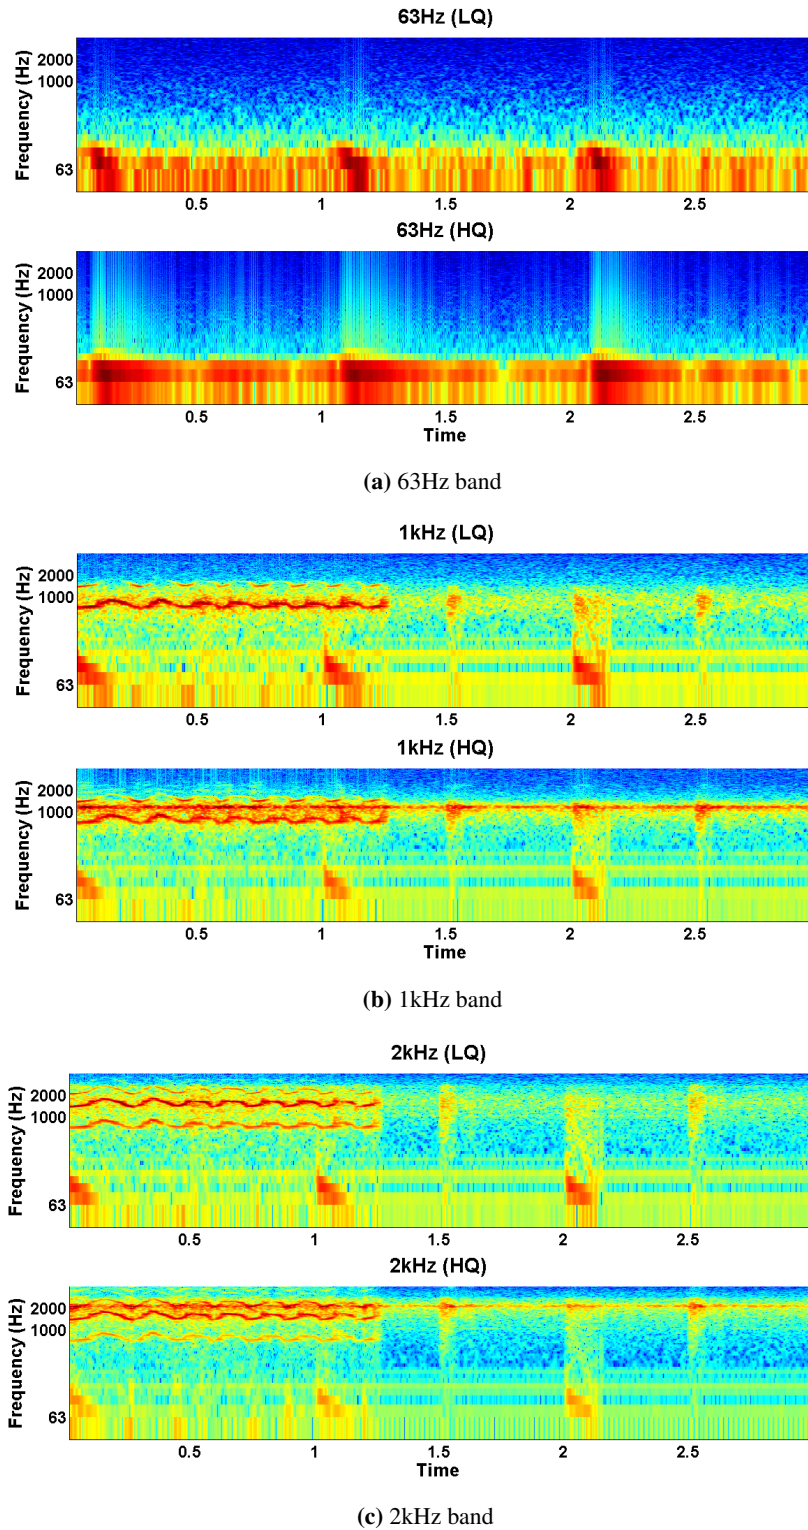 63Hz (LQ)
Frequency (Hz)
2000
1000
63
0.5 1 1.5 2 2.5
63Hz (HQ)
Frequency (Hz)
2000
1000
63
0.5 1 1.5 2 2.5
Time
(a) 63Hz band
1kHz (LQ)
Frequency (Hz)
2000
1000
63
0.5 1 1.5 2 2.5
1kHz (HQ)
Frequency (Hz)
2000
1000
63
0.5 1 1.5 2 2.5
Time
(b) 1kHz band
2kHz (LQ)
Frequency (Hz)
2000
1000
63
0.5 1 1.5 2 2.5
2kHz (HQ)
Frequency (Hz)
2000
1000
63
0.5 1 1.5 2 2.5
Time
(c) 2kHz band